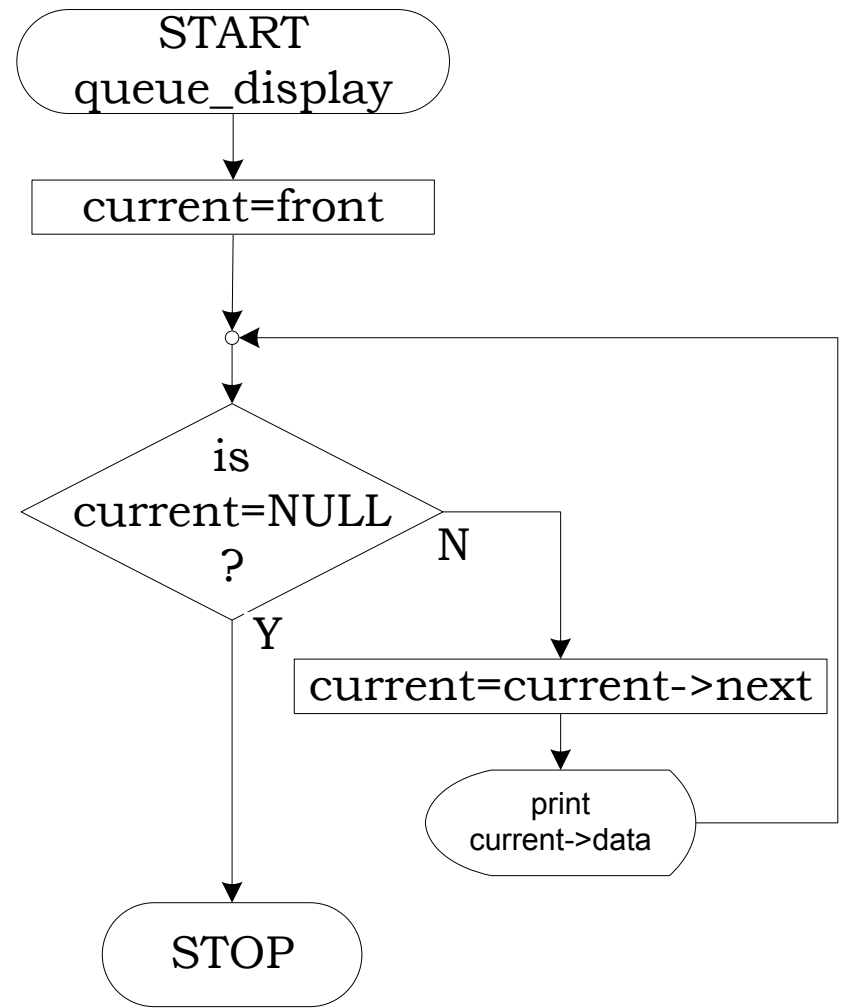 START
queue_display
current=front
is
current=NULL
?
N
Y
current=current->next
print
current->data
STOP